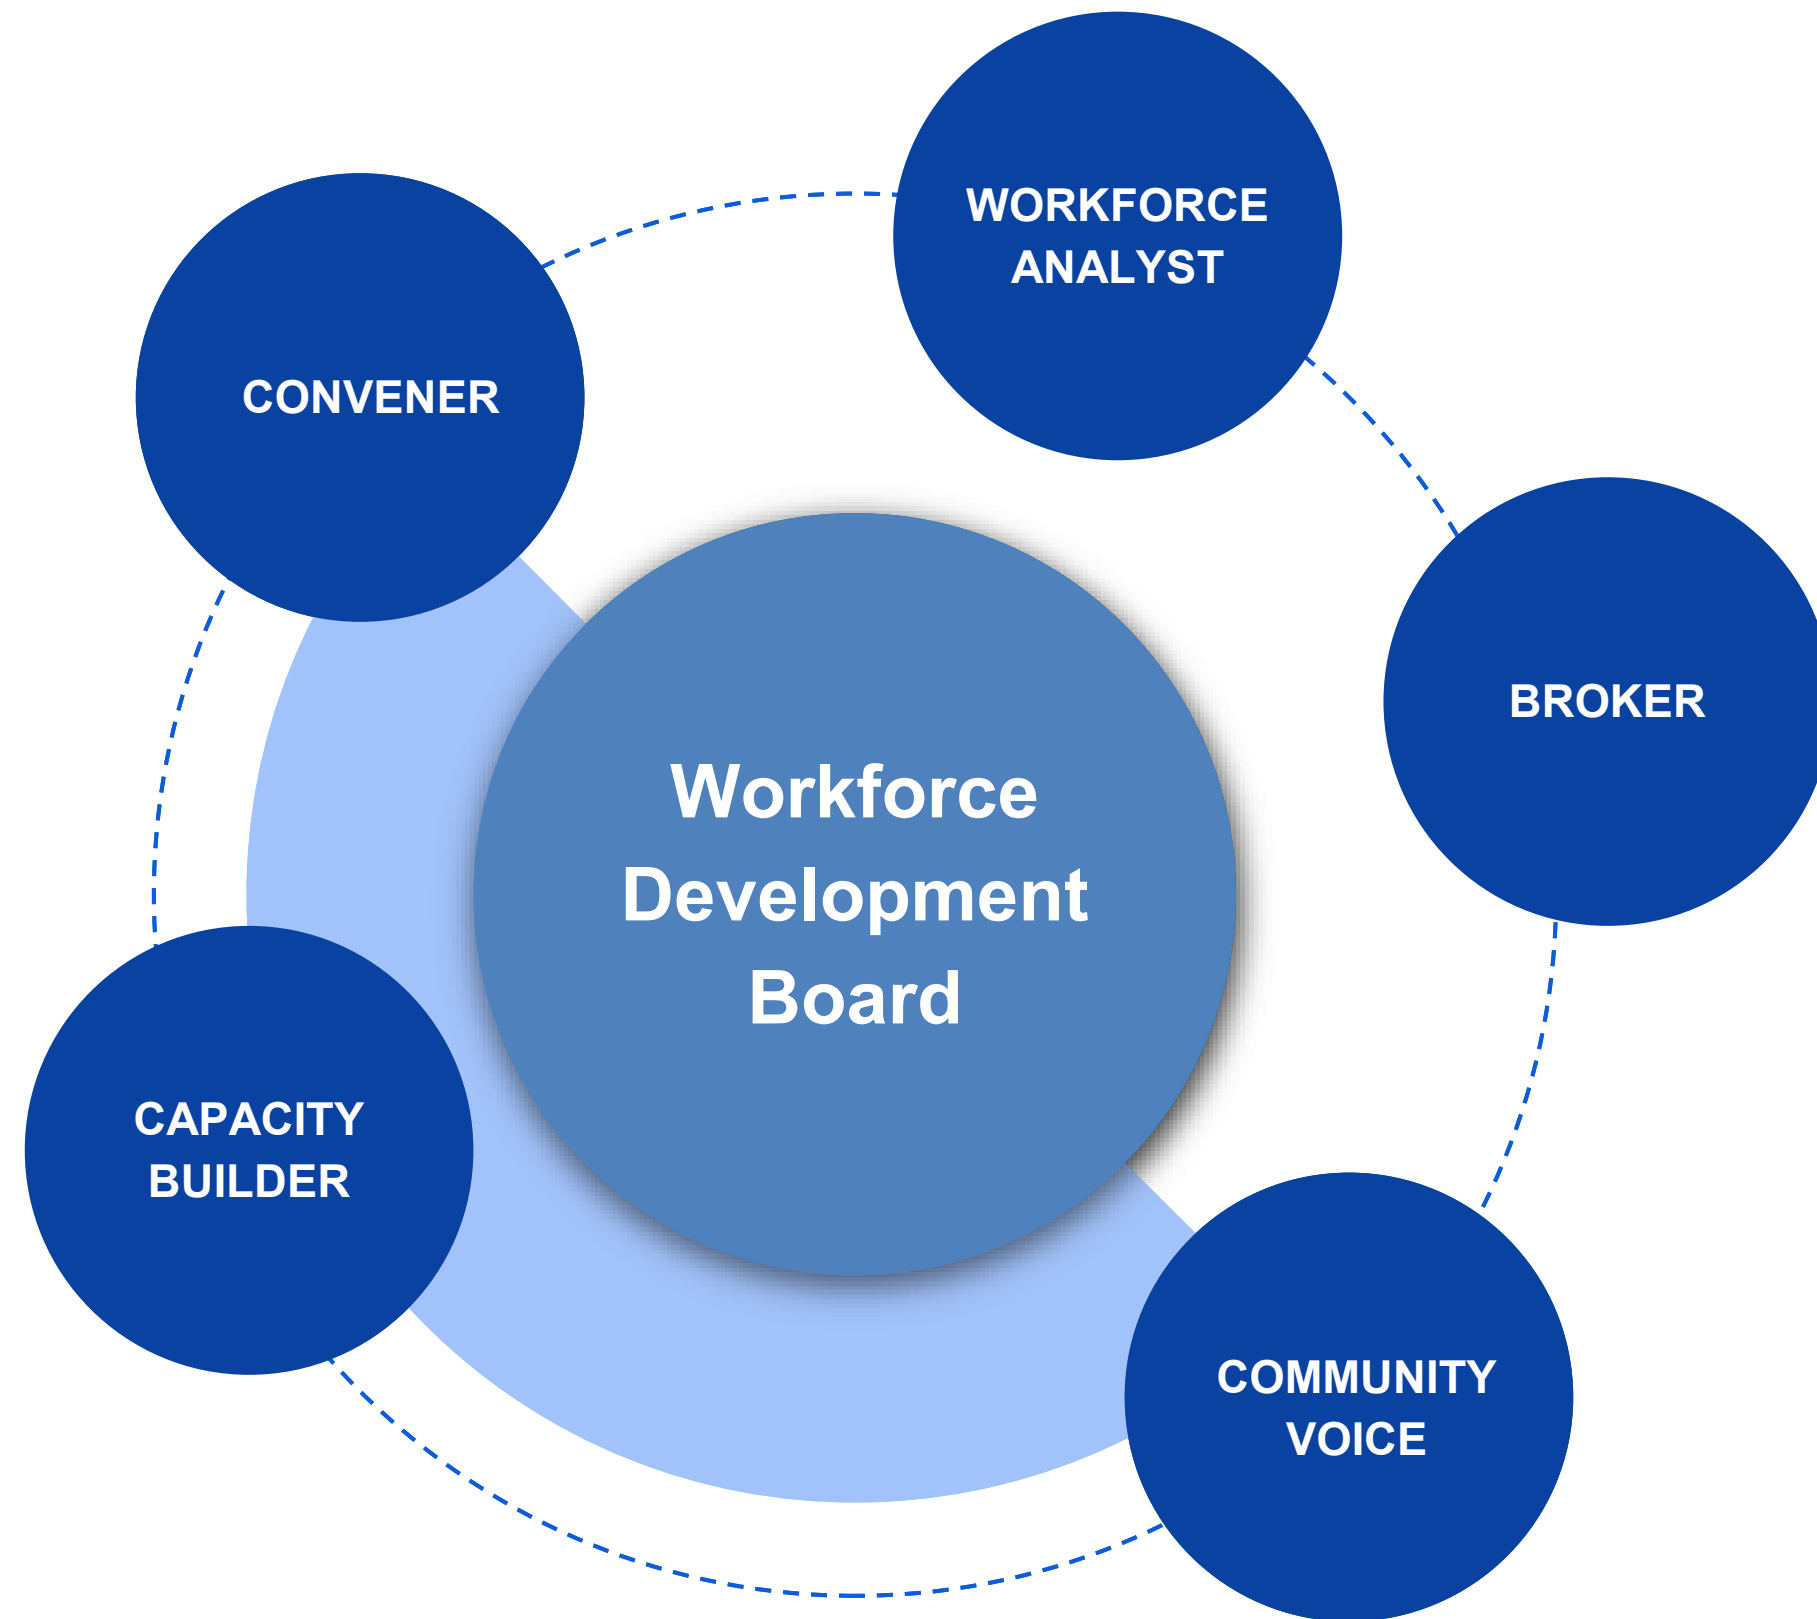 WORKFORCE
ANALYST
CONVENER
BROKER
Workforce
Development
Board
CAPACITY
BUILDER
COMMUNITY
VOICE